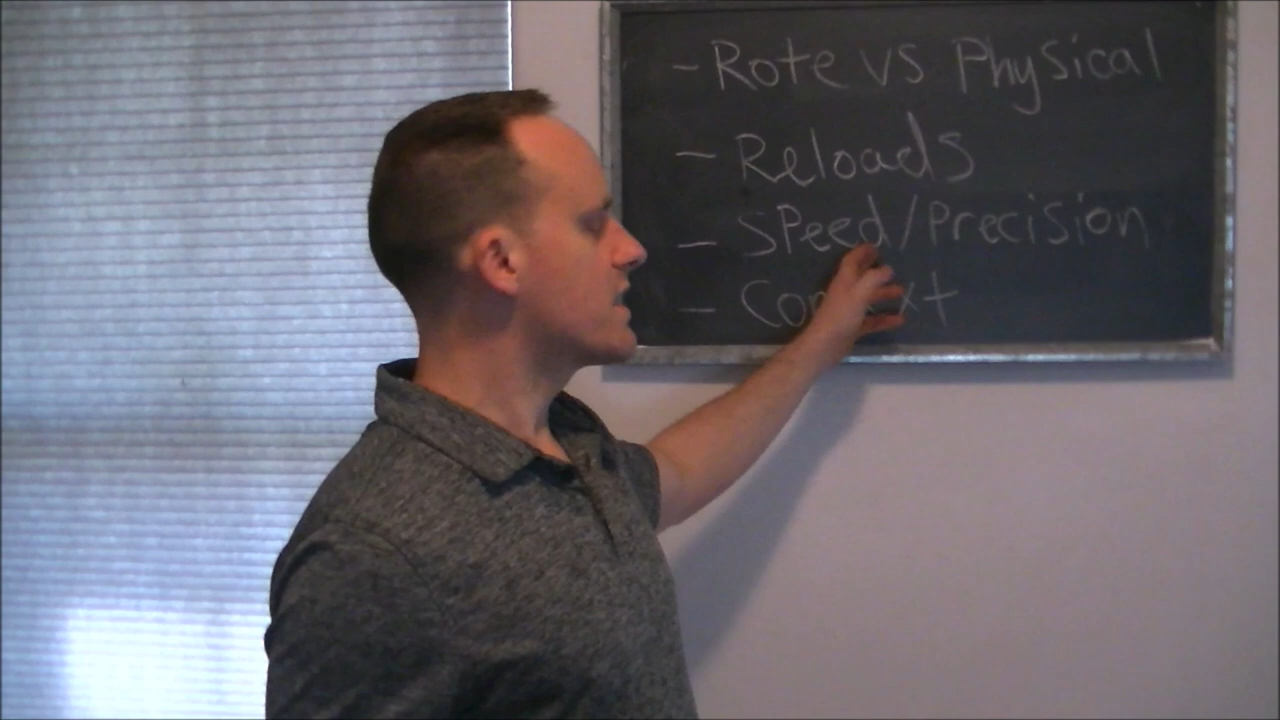 - Rote vs Physical
- Reloads
- Speed/Precision
-